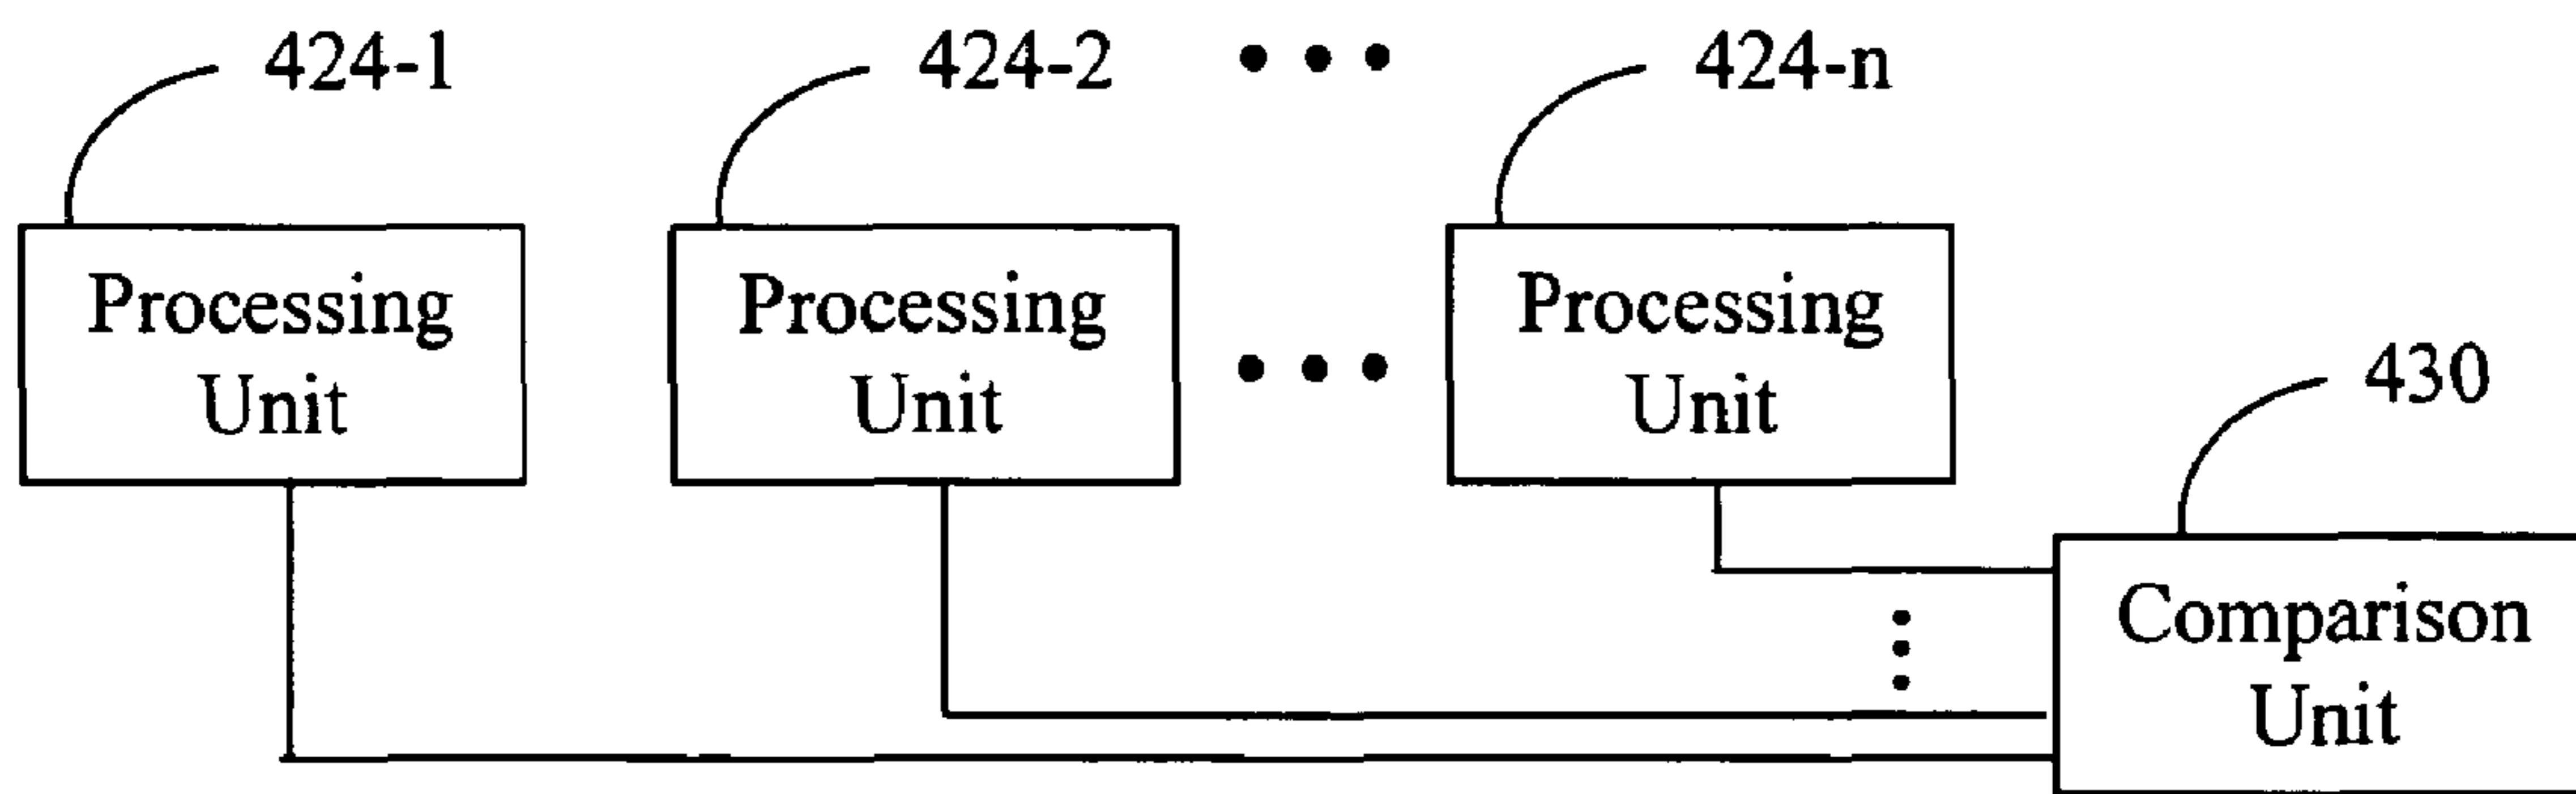 424-1
424-2
424-n
Processing
Unit
Processing
Unit
Processing
Unit
430
Comparison
Unit